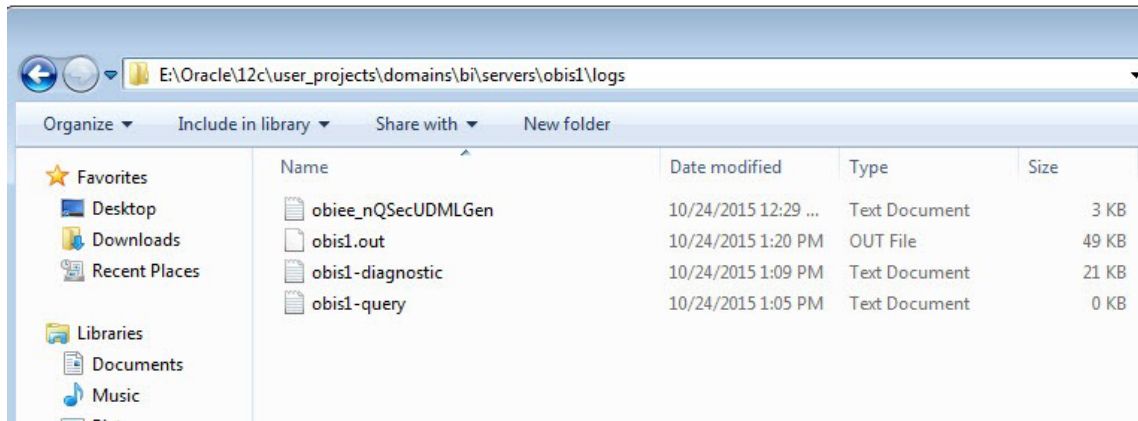 E:\Oracle\12c\user_projects\domains\bi\servers\obis1\logs
Organize Include in library Share with New folder
Favorites
Desktop
Downloads
Recent Places
Libraries
Documents
Music
Name Date modified Type Size
obiee_nQSecUDMLGen 10/24/2015 12:29 ... Text Document 3 KB
obis1.out 10/24/2015 1:20 PM OUT File 49 KB
obis1-diagnostic 10/24/2015 1:09 PM Text Document 21 KB
obis1-query 10/24/2015 1:05 PM Text Document 0 KB